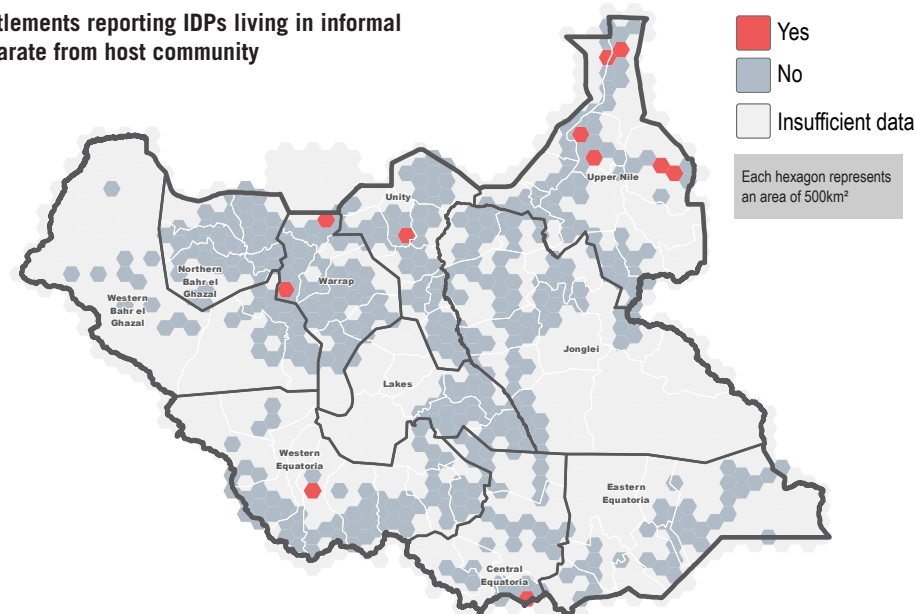 tlements reporting IDPs living in informal
arate from host community
Yes
No
Insufficient data
Each hexagon represents
an area of 500km²
Upper Nile
Unity
Northern
Bahr el
Ghazal
Warrap
Western
Bahr el
Ghazal
Jonglei
Lakes
Western
Equatoria
Eastern
Equatoria
Central
Equatoria